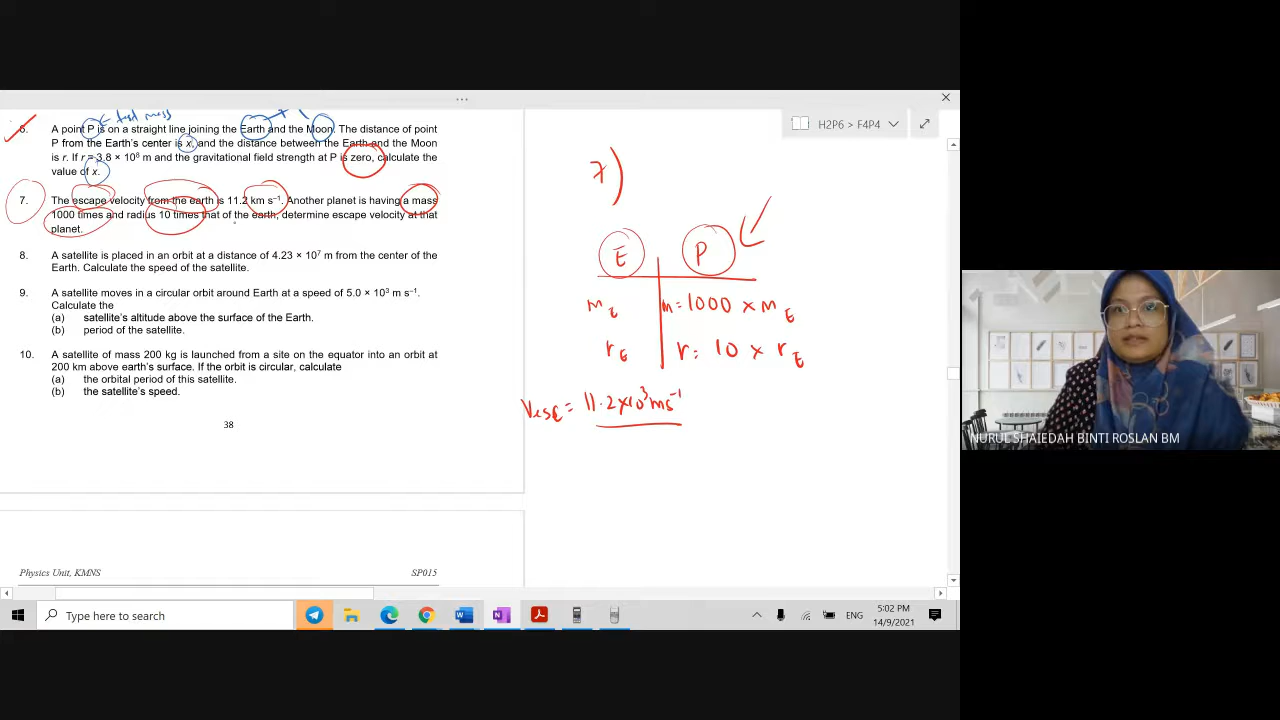 ← test mass
6. A point P is on a straight line joining the Earth and the Moon. The distance of point
P from the Earth's center is x, and the distance between the Earth and the Moon
is r. If r = 3.8 × 10⁸ m and the gravitational field strength at P is zero, calculate the
value of x.
7. The escape velocity from the earth is 11.2 km s⁻¹. Another planet is having a mass
1000 times and radius 10 times that of the earth, determine escape velocity at that
planet.
8. A satellite is placed in an orbit at a distance of 4.23 × 10⁷ m from the center of the
Earth. Calculate the speed of the satellite.
9. A satellite moves in a circular orbit around Earth at a speed of 5.0 × 10³ m s⁻¹.
Calculate the
(a) satellite's altitude above the surface of the Earth.
(b) period of the satellite.
10. A satellite of mass 200 kg is launched from a site on the equator into an orbit at
200 km above earth's surface. If the orbit is circular, calculate
(a) the orbital period of this satellite.
(b) the satellite's speed.
38
Physics Unit, KMNS SP015
H2P6 > F4P4
7)
E P
m_E m = 1000 × m_E
r_E r = 10 × r_E
V_esc = 11.2×10³ms⁻¹
NURUL SHAIEDAH BINTI ROSLAN BM
Type here to search
ENG
5:02 PM
14/9/2021